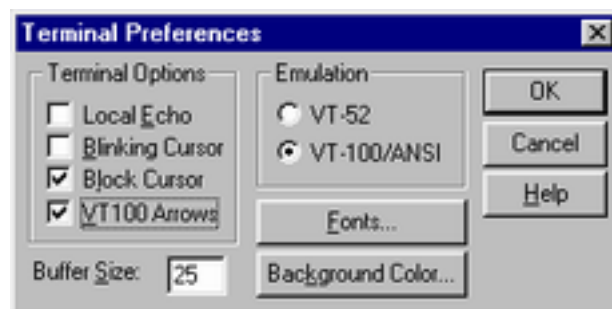 Terminal Preferences
Terminal Options
Local Echo
Blinking Cursor
Block Cursor
VT100 Arrows
Buffer Size: 25
Emulation
VT-52
VT-100/ANSI
Fonts...
Background Color...
OK
Cancel
Help